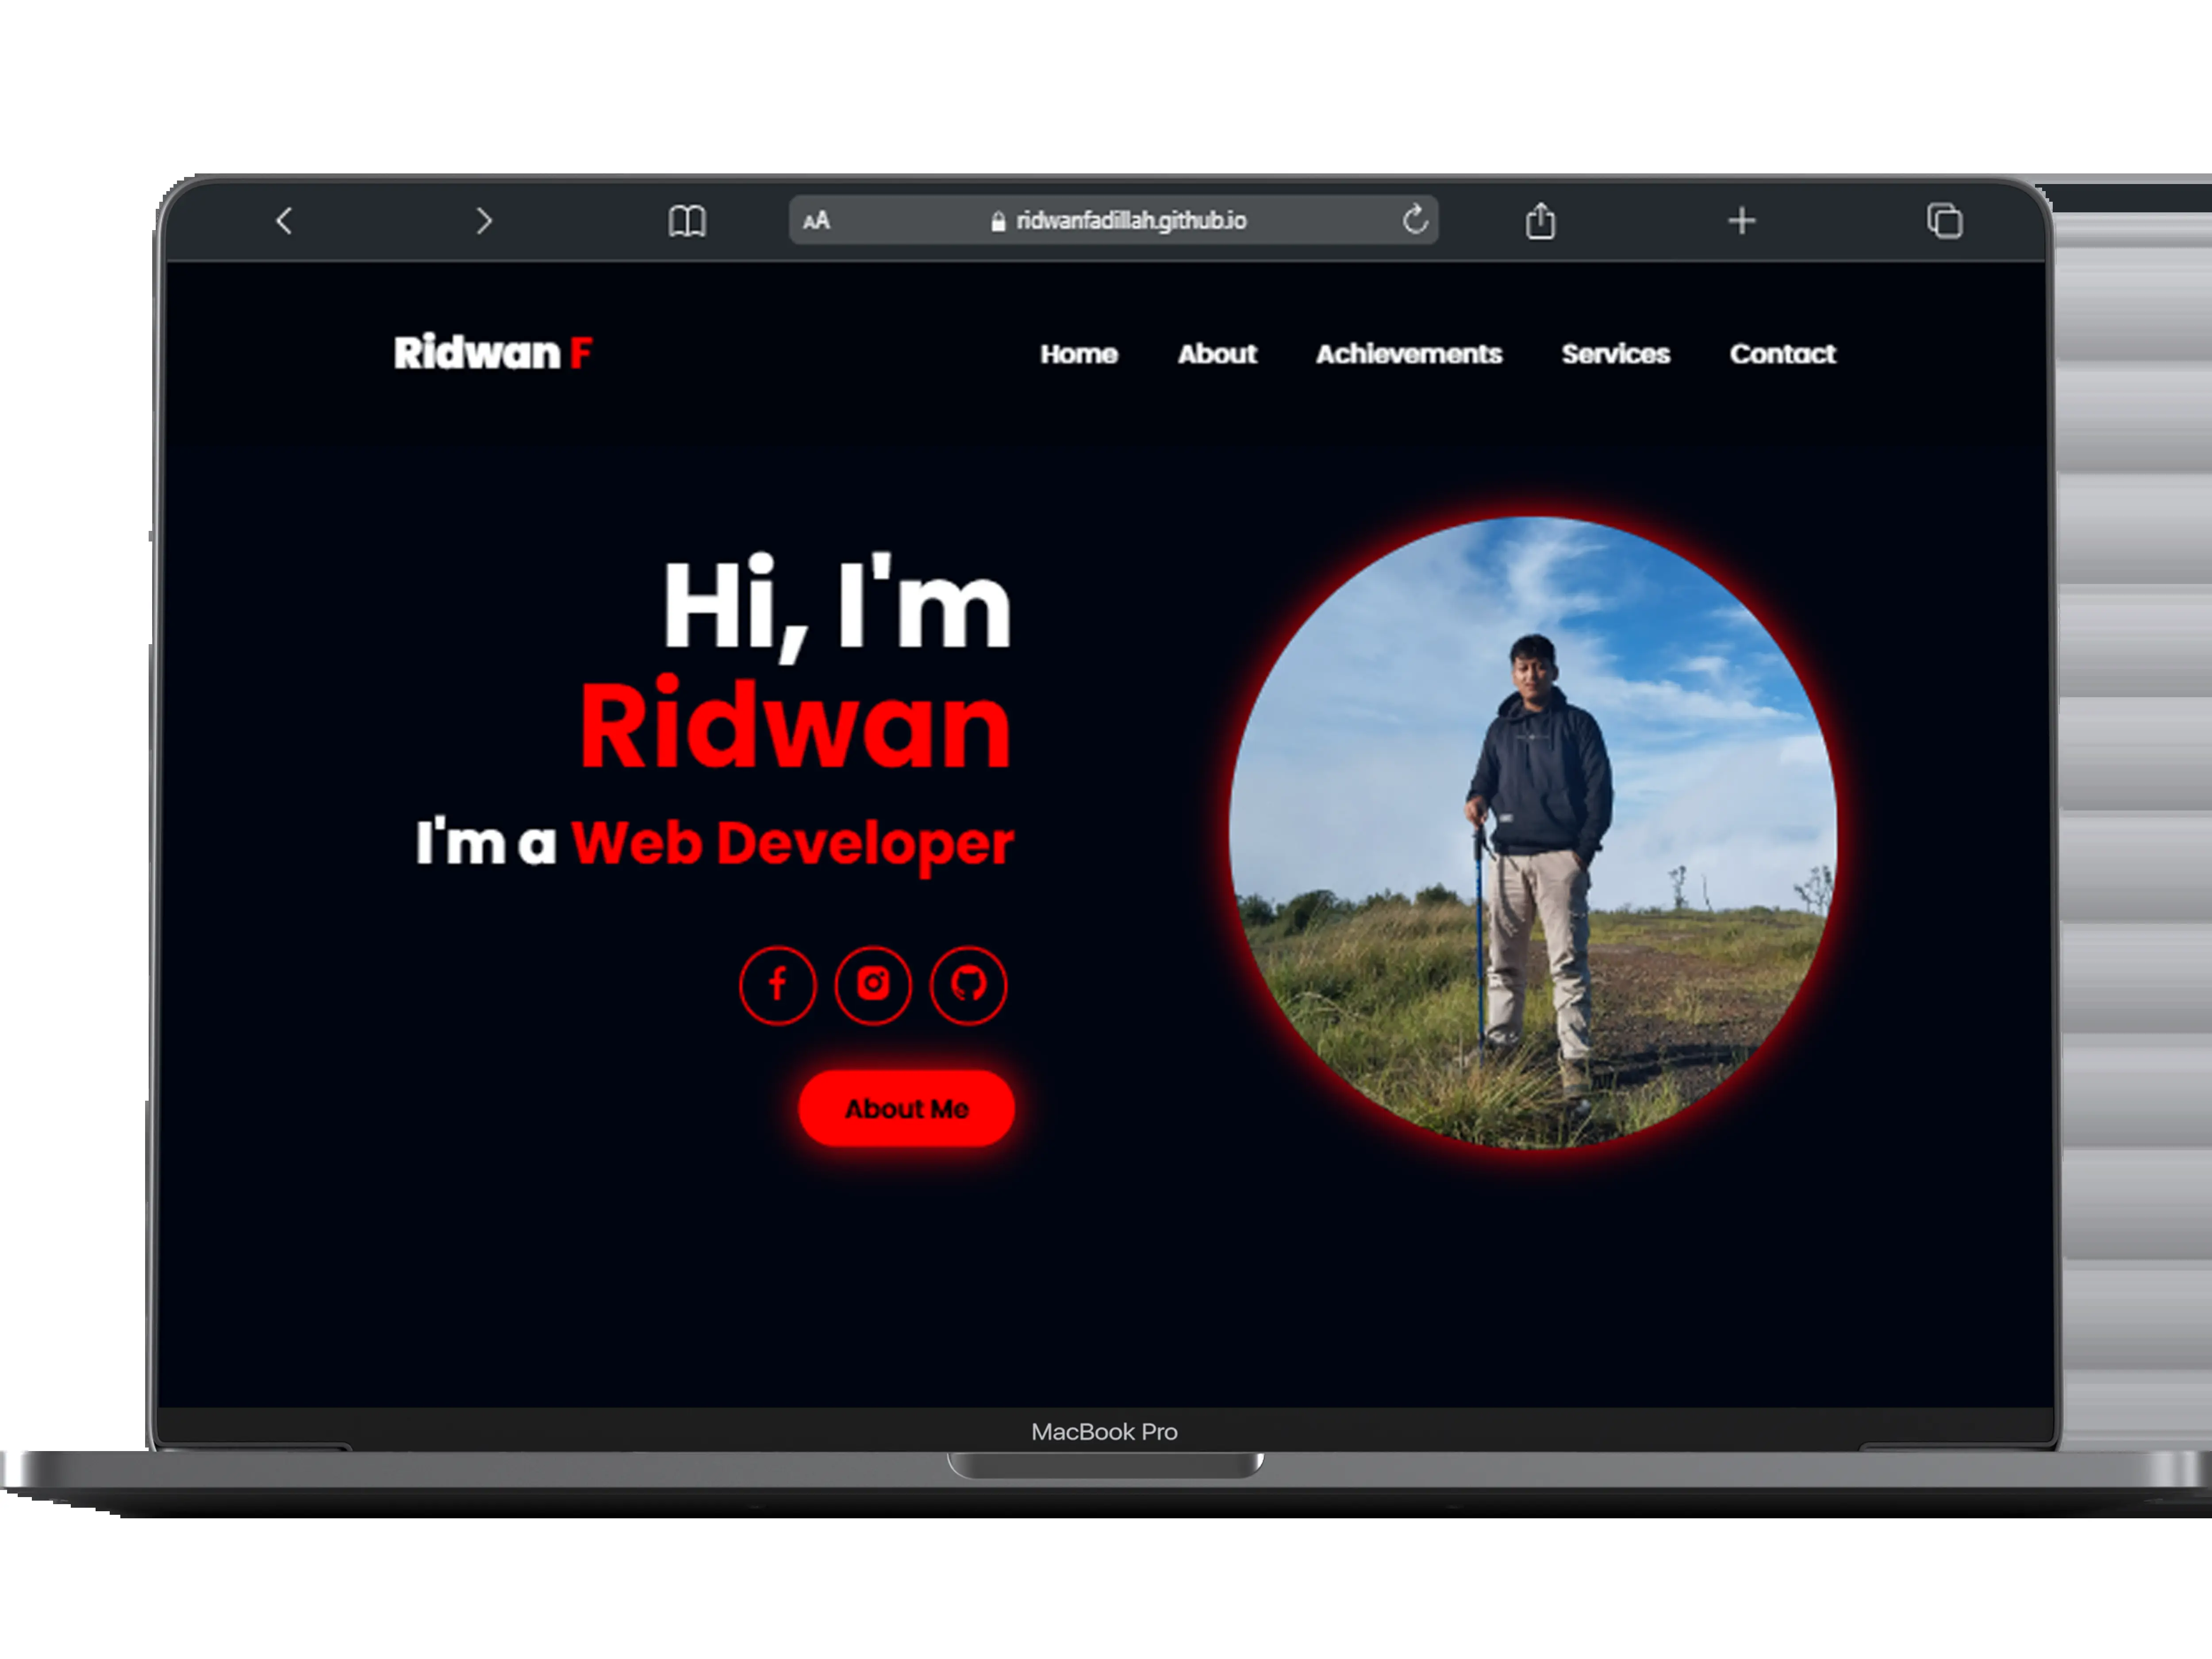 AA ridwanfadillah.github.io
Ridwan F Home About Achievements Services Contact
Hi, I'm
Ridwan
I'm a Web Developer
About Me
MacBook Pro